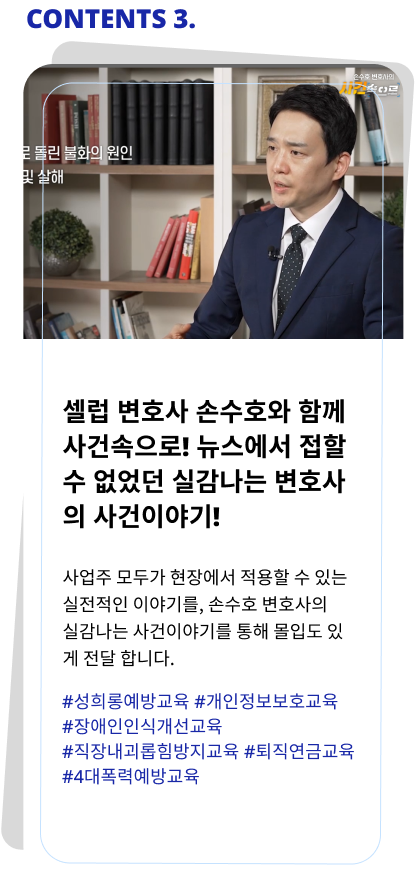 CONTENTS 3.
손수호 변호사의
사건속으로
로 돌린 불화의 원인
및 살해
셀럽 변호사 손수호와 함께
사건속으로! 뉴스에서 접할
수 없었던 실감나는 변호사
의 사건이야기!
사업주 모두가 현장에서 적용할 수 있는
실전적인 이야기를, 손수호 변호사의
실감나는 사건이야기를 통해 몰입도 있
게 전달 합니다.
#성희롱예방교육 #개인정보보호교육
#장애인인식개선교육
#직장내괴롭힘방지교육 #퇴직연금교육
#4대폭력예방교육